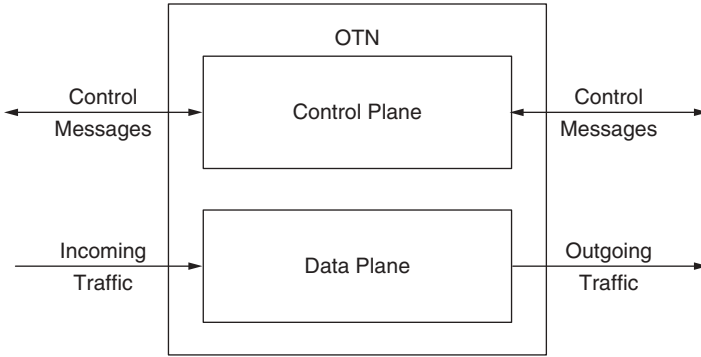 OTN
Control
Messages
Control Plane
Control
Messages
Incoming
Traffic
Data Plane
Outgoing
Traffic